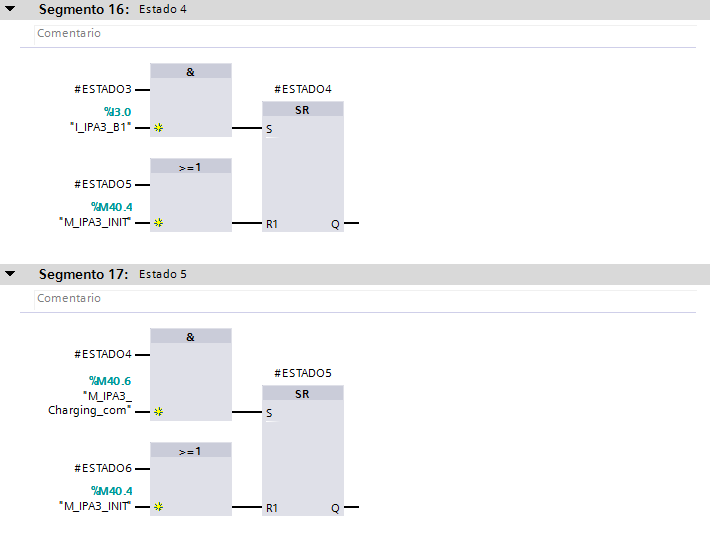 Segmento 16: Estado 4
Comentario
&
#ESTADO3
#ESTADO4
%I3.0
SR
"I_IPA3_B1"
S
>=1
#ESTADO5
%M40.4
"M_IPA3_INIT"
R1 Q
Segmento 17: Estado 5
Comentario
&
#ESTADO4
#ESTADO5
%M40.6
"M_IPA3_
SR
Charging_com"
S
>=1
#ESTADO6
%M40.4
"M_IPA3_INIT"
R1 Q